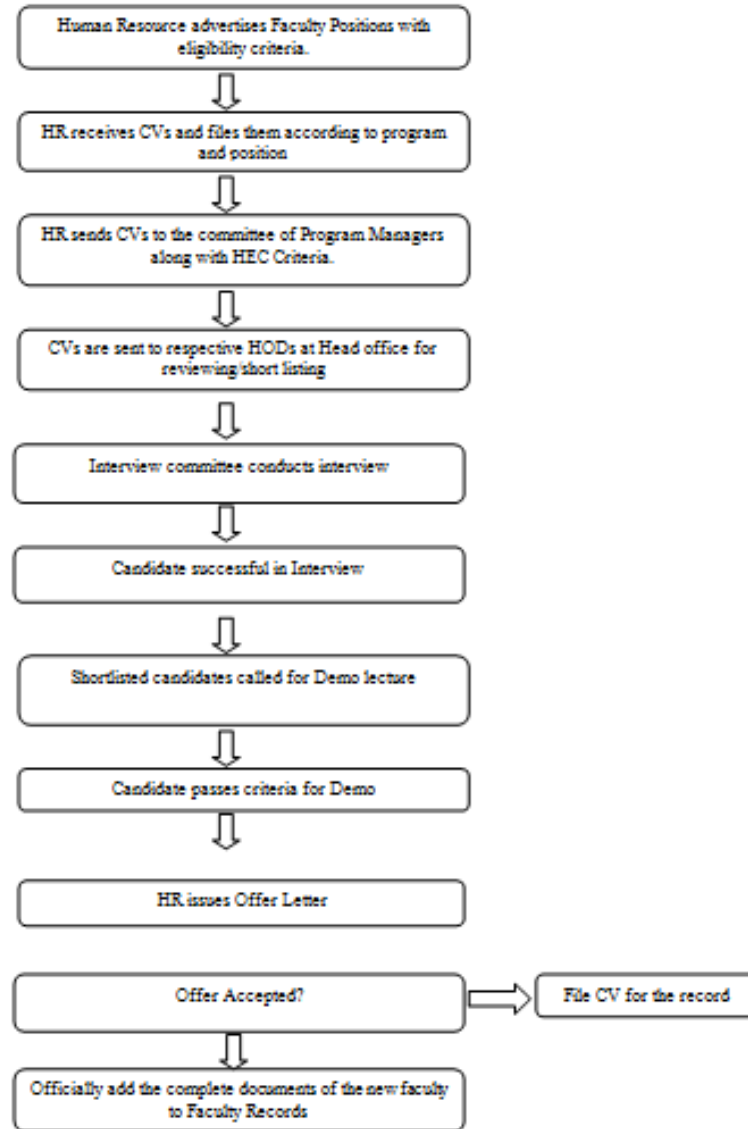 Human Resource advertises Faculty Positions with
eligibility criteria.
HR receives CVs and files them according to program
and position
HR sends CVs to the committee of Program Managers
along with HEC Criteria.
CVs are sent to respective HODs at Head office for
reviewing/short listing
Interview committee conducts interview
Candidate successful in Interview
Shortlisted candidates called for Demo lecture
Candidate passes criteria for Demo
HR issues Offer Letter
Offer Accepted?
File CV for the record
Officially add the complete documents of the new faculty
to Faculty Records